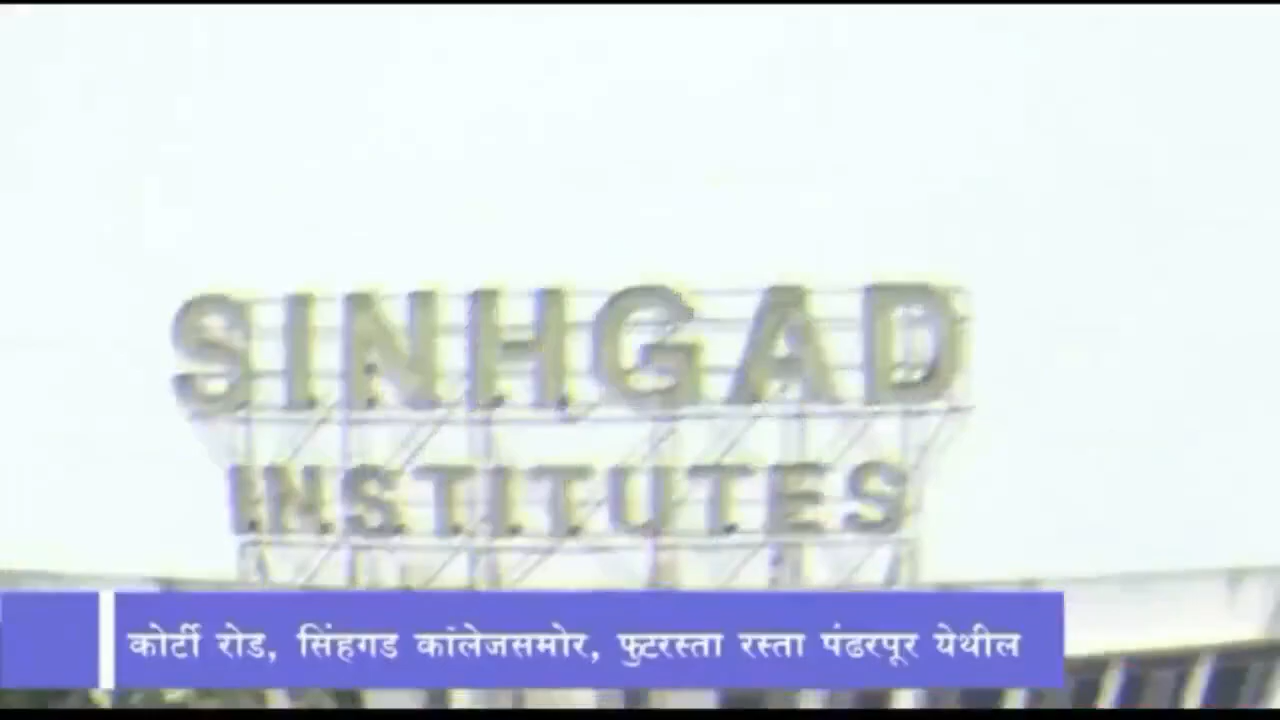 SINHGAD
INSTITUTES
कोर्टी रोड, सिंहगड कॉलेजसमोर, फुटरस्ता रस्ता पंढरपूर येथील